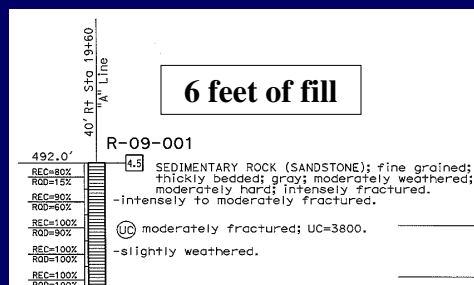 40' Rt Sta 19+60
"A" Line
6 feet of fill
R-09-001
492.0'
4.5
SEDIMENTARY ROCK (SANDSTONE); fine grained;
thickly bedded; gray; moderately weathered;
moderately hard; intensely fractured.
REC=80%
RQD=15%
-intensely to moderately fractured.
REC=90%
RQD=60%
REC=100%
RQD=90%
UC moderately fractured; UC=3800.
REC=100%
RQD=100%
-slightly weathered.
REC=100%
RQD=100%